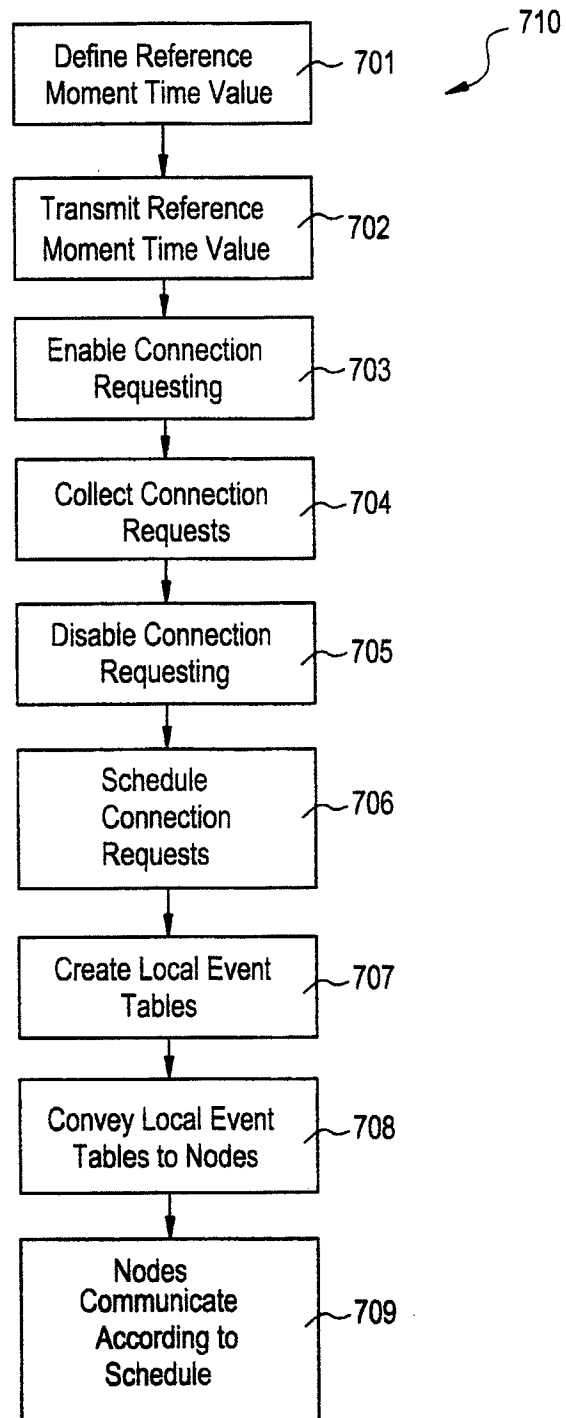 710
Define Reference
Moment Time Value
701
Transmit Reference
Moment Time Value
702
Enable Connection
Requesting
703
Collect Connection
Requests
704
Disable Connection
Requesting
705
Schedule
Connection
Requests
706
Create Local Event
Tables
707
Convey Local Event
Tables to Nodes
708
Nodes
Communicate
According to
Schedule
709